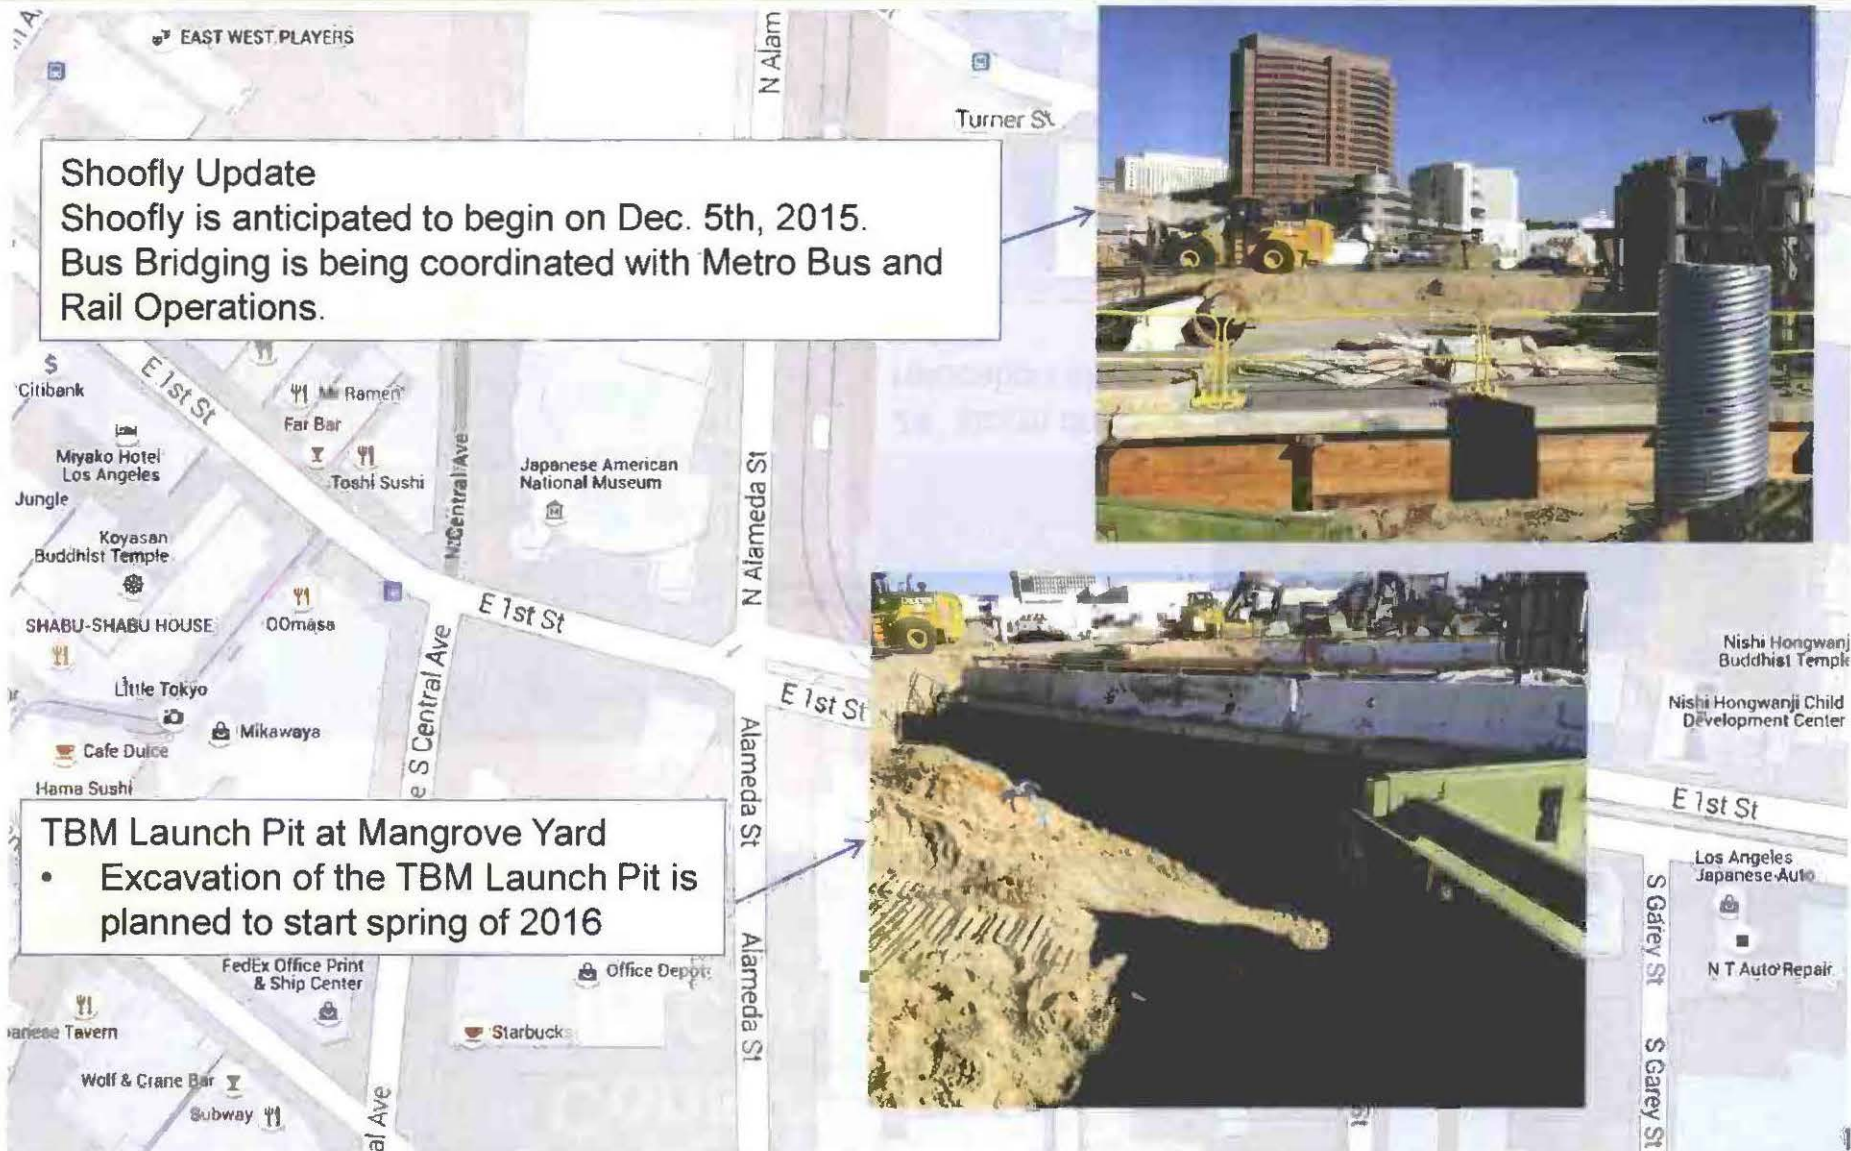 EAST WEST PLAYERS
N Alam
Turner St
Shoofly Update
Shoofly is anticipated to begin on Dec. 5th, 2015.
Bus Bridging is being coordinated with Metro Bus and
Rail Operations.
$
Citibank
E 1st St
Ramen
Far Bar
Toshi Sushi
Miyako Hotel
Los Angeles
Jungle
N Central Ave
Japanese American
National Museum
N Alameda St
Koyasan
Buddhist Temple
SHABU-SHABU HOUSE
OOmasa
E 1st St
Little Tokyo
Mikawaya
Cafe Dulce
Hama Sushi
e S Central Ave
E 1st St
Alameda St
Nishi Hongwanj
Buddhist Temple
Nishi Hongwanji Child
Development Center
E 1st St
TBM Launch Pit at Mangrove Yard
• Excavation of the TBM Launch Pit is
planned to start spring of 2016
Los Angeles
Japanese Auto
S Garey St
N T Auto Repair
FedEx Office Print
& Ship Center
Office Depot
Alameda St
anese Tavern
Starbucks
Wolf & Crane Bar
Subway
al Ave
St
S Garey St